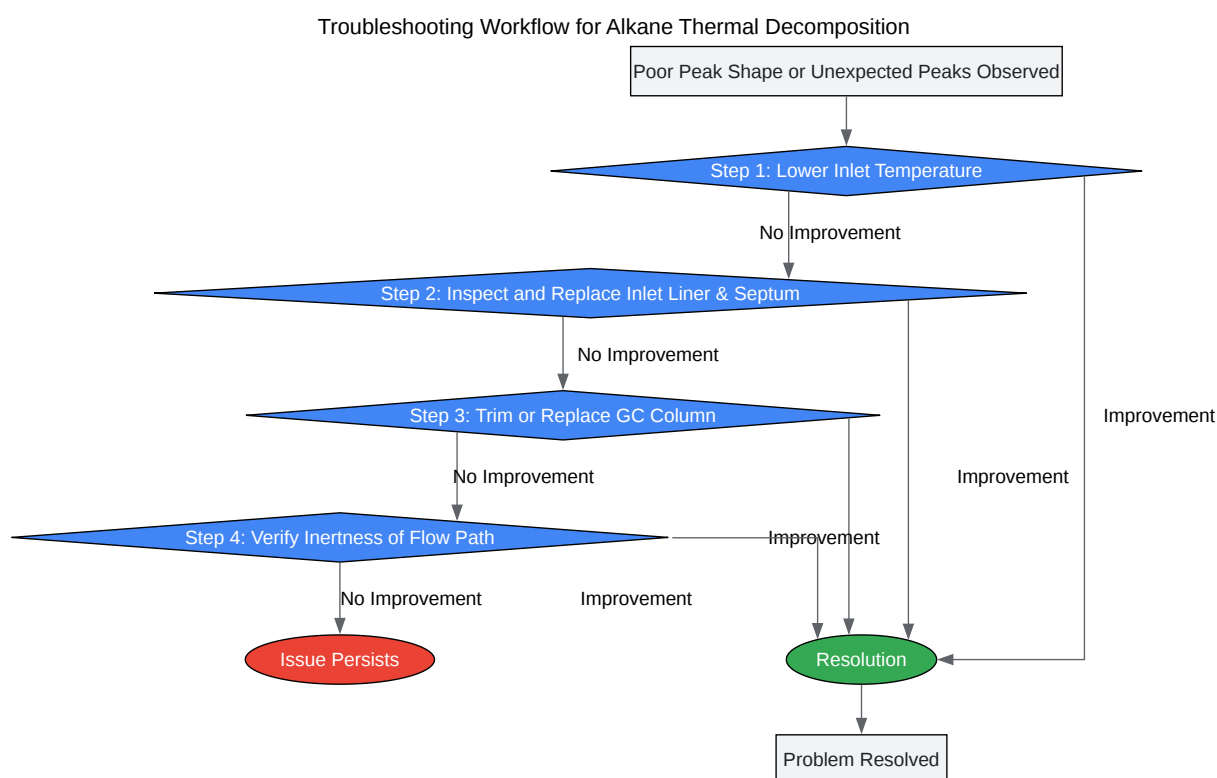 Troubleshooting Workflow for Alkane Thermal Decomposition
Poor Peak Shape or Unexpected Peaks Observed
Step 1: Lower Inlet Temperature
No Improvement
Step 2: Inspect and Replace Inlet Liner & Septum
No Improvement
Step 3: Trim or Replace GC Column
Improvement
No Improvement
Improvement
Step 4: Verify Inertness of Flow Path
Improvement
No Improvement
Improvement
Issue Persists
Resolution
Problem Resolved